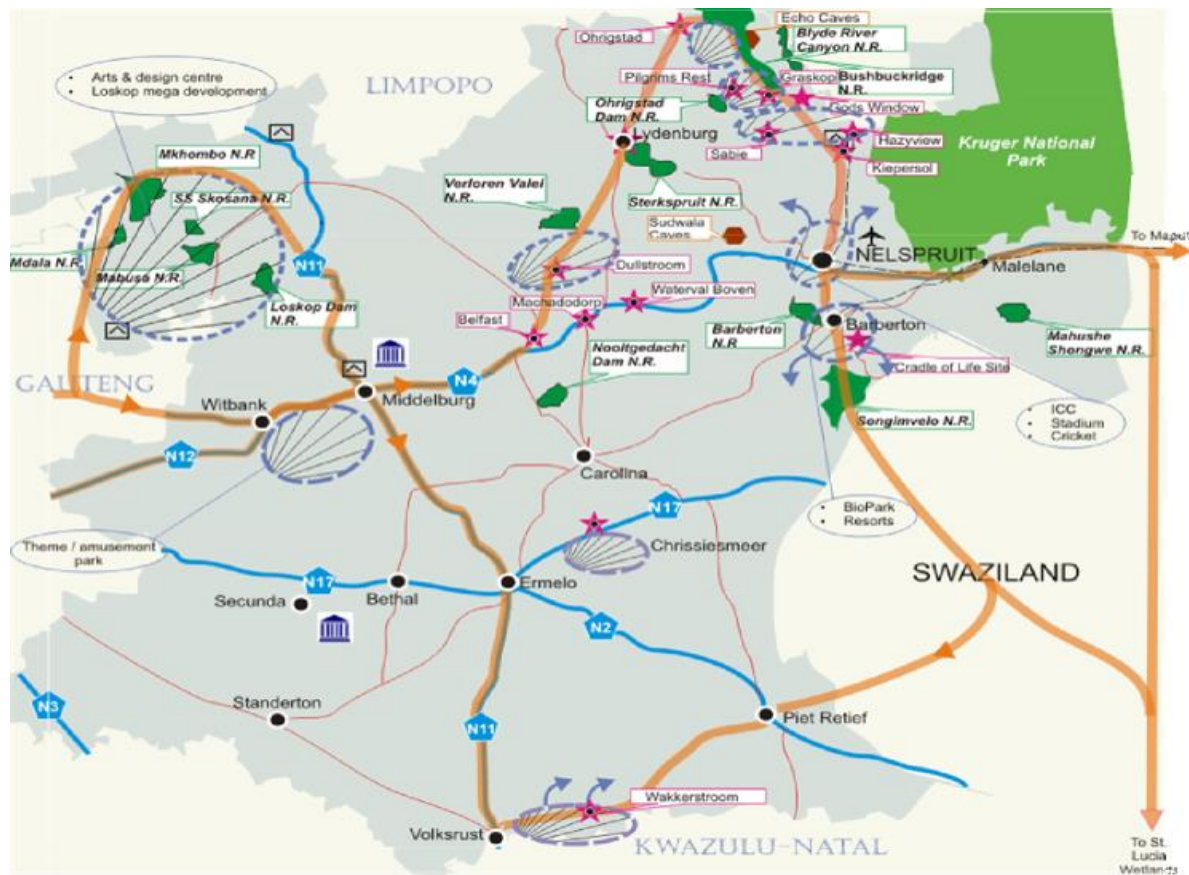 Echo Caves
Ohrigstad
Blyde River
Canyon N.R.
• Arts & design centre
• Loskop mega development
LIMPOPO
Pilgrims Rest
Graskop
Bushbuckridge
N.R.
Ohrigstad
Dam N.R.
Gods Window
Lydenburg
Hazyview
Sabie
Kiepersol
Kruger National
Park
Mkhombo N.R
SS Skosana N.R.
Verloren Valei
N.R.
Sterkspruit N.R.
Sudwala
Caves
To Maput
Mdala N.R
Mabusa N.R.
N11
NELSPRUIT
Malelane
Dullstroom
Loskop Dam
N.R.
Machadodorp
Waterval Boven
Belfast
Barberton
N.R
Barberton
Mahushe
Shongwe N.R.
Nooitgedacht
Dam N.R.
Cradle of Life Site
GAUTENG
N4
Middelburg
Witbank
• ICC
• Stadium
• Cricket
Songimvelo N.R.
N12
Carolina
N17
• BioPark
• Resorts
Theme / amusement
park
Chrissiesmeer
N17
Ermelo
SWAZILAND
Secunda
Bethal
N2
N3
Standerton
N11
Piet Retief
Wakkerstroom
Volksrust
KWAZULU-NATAL
To St.
Lucia
Wetlands